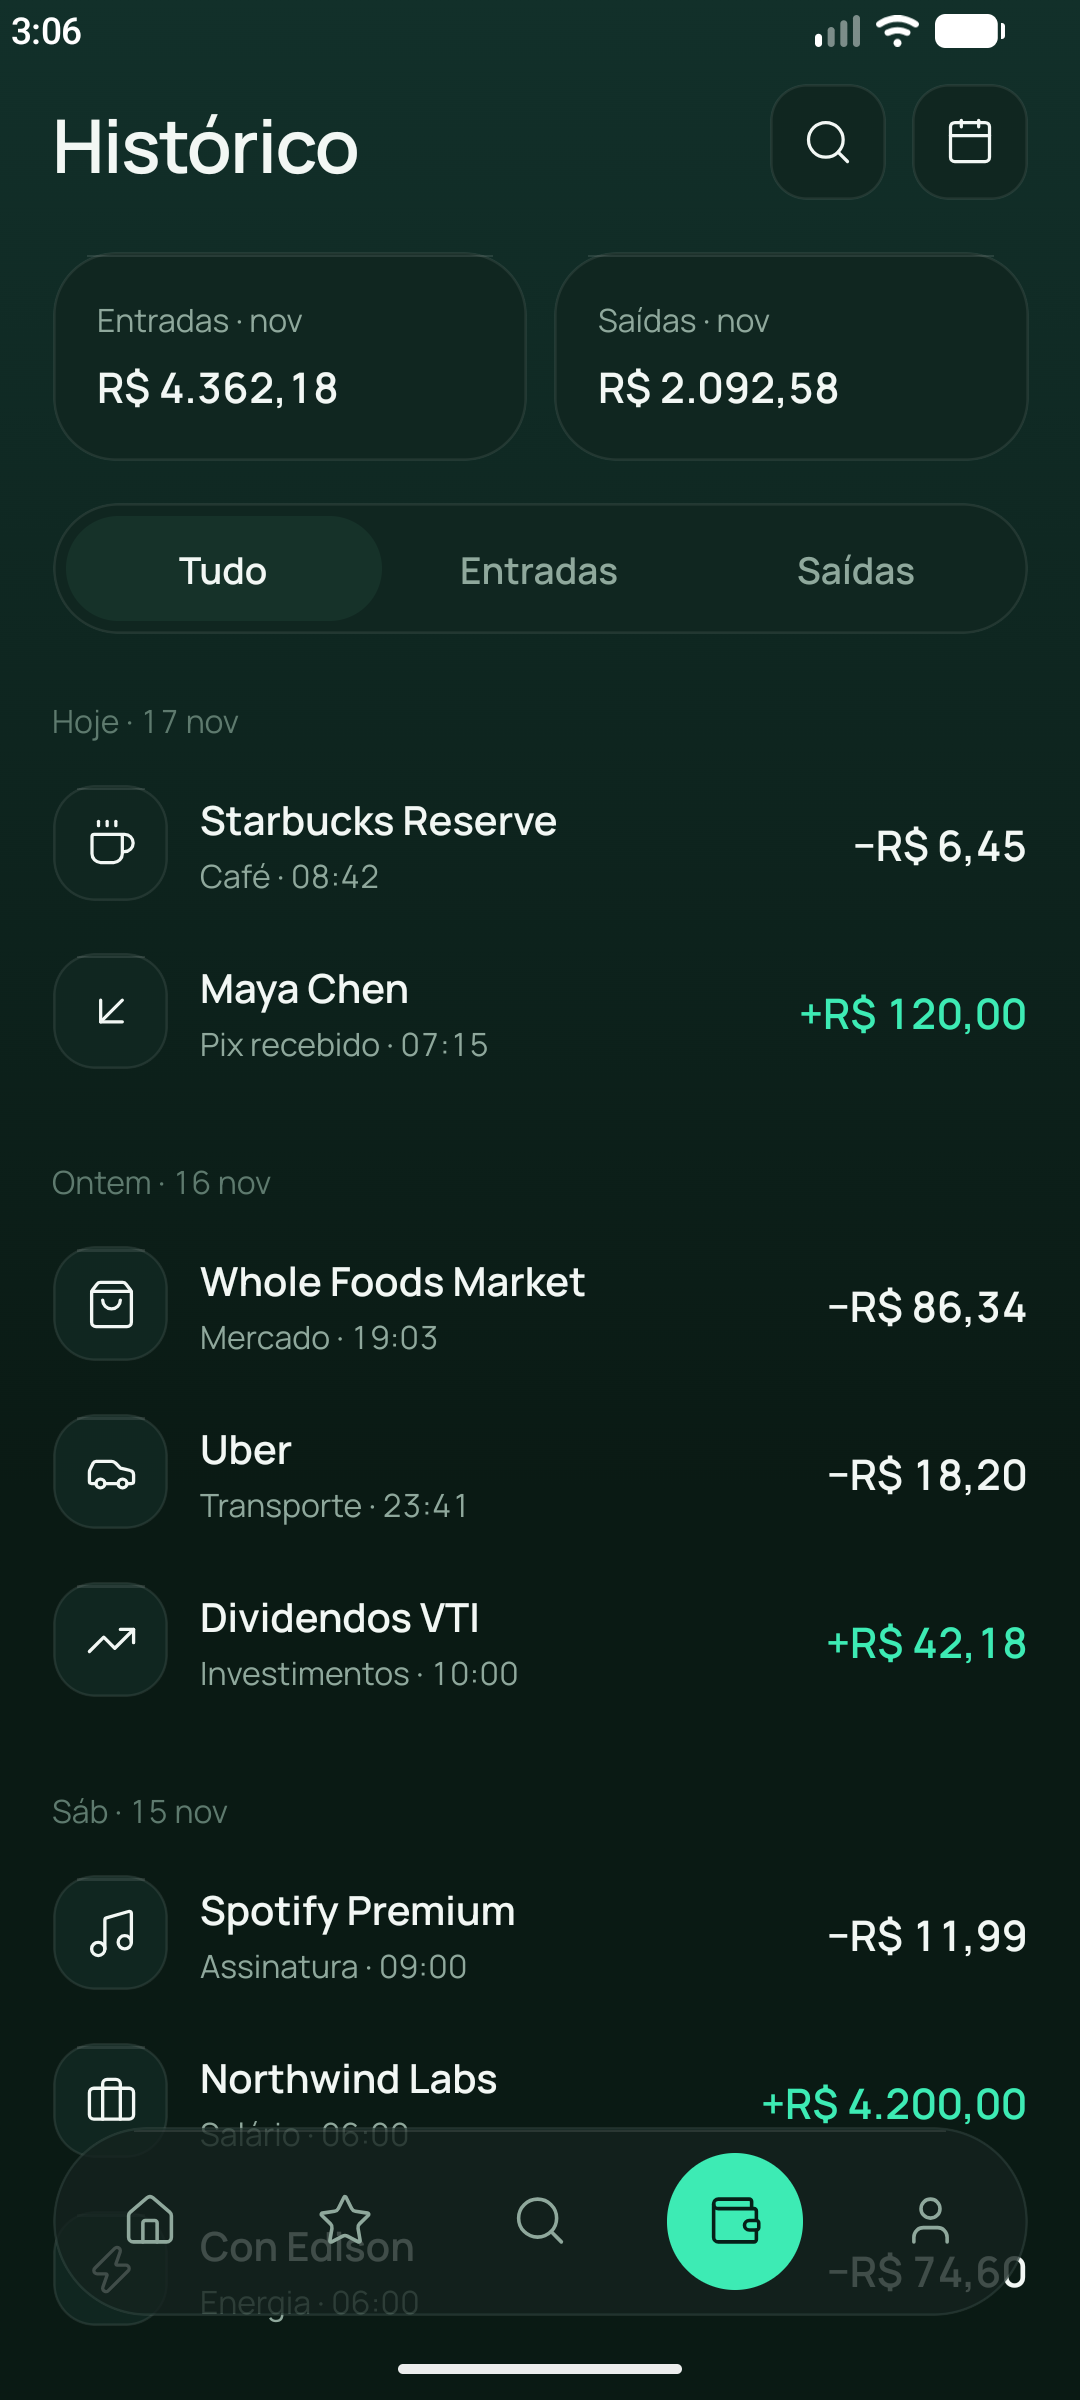 3:06
Histórico
Entradas · nov
R$ 4.362,18
Saídas · nov
R$ 2.092,58
Tudo
Entradas
Saídas
Hoje · 17 nov
Starbucks Reserve
−R$ 6,45
Café · 08:42
Maya Chen
+R$ 120,00
Pix recebido · 07:15
Ontem · 16 nov
Whole Foods Market
−R$ 86,34
Mercado · 19:03
Uber
−R$ 18,20
Transporte · 23:41
Dividendos VTI
+R$ 42,18
Investimentos · 10:00
Sáb · 15 nov
Spotify Premium
−R$ 11,99
Assinatura · 09:00
Northwind Labs
+R$ 4.200,00
Salário · 06:00
Con Edison
−R$ 74,60
Energia · 06:00